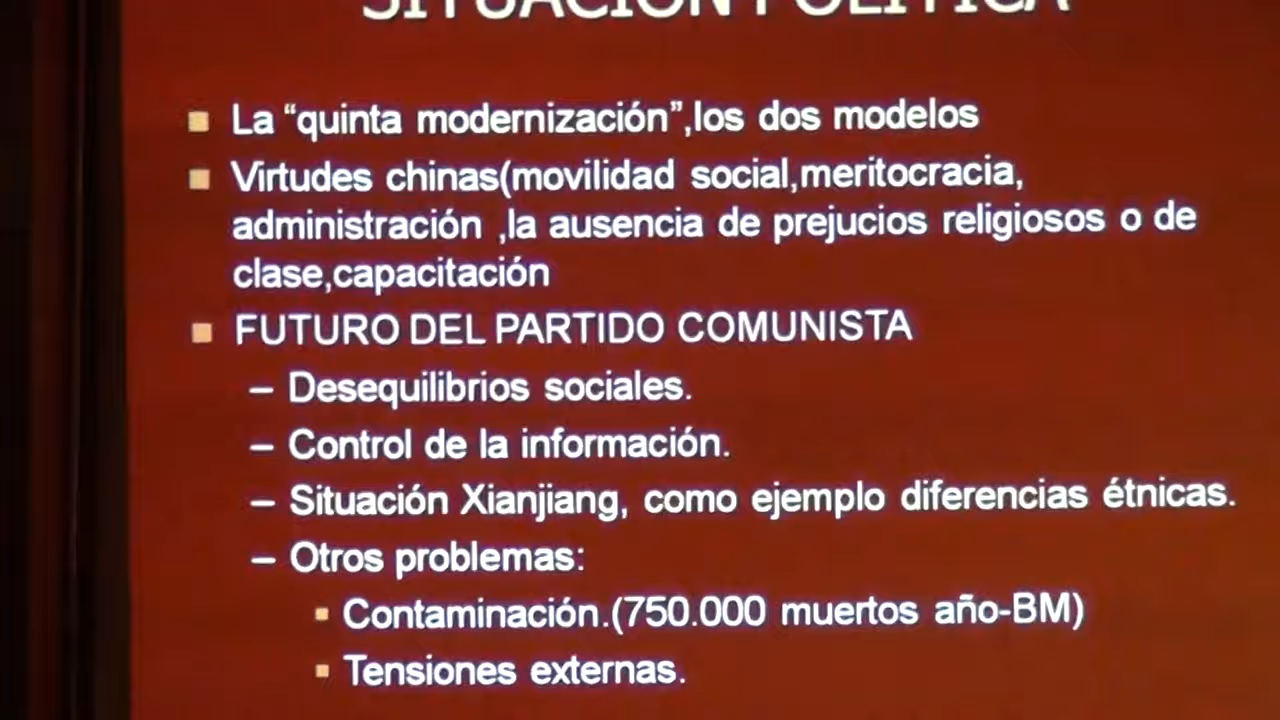 SITUACIÓN POLÍTICA
La “quinta modernización”,los dos modelos
Virtudes chinas(movilidad social,meritocracia,
administración ,la ausencia de prejucios religiosos o de
clase,capacitación
FUTURO DEL PARTIDO COMUNISTA
– Desequilibrios sociales.
– Control de la información.
– Situación Xianjiang, como ejemplo diferencias étnicas.
– Otros problemas:
Contaminación.(750.000 muertos año-BM)
Tensiones externas.